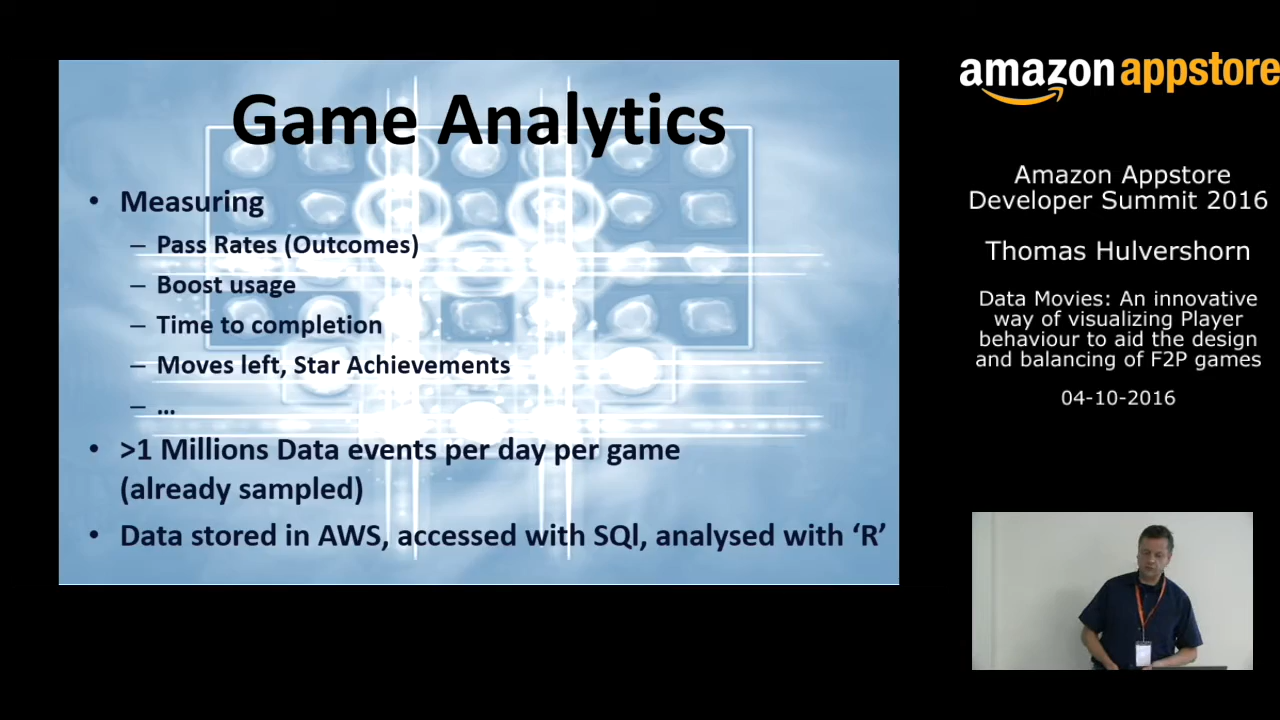 Game Analytics
• Measuring
– Pass Rates (Outcomes)
– Boost usage
– Time to completion
– Moves left, Star Achievements
– …
• >1 Millions Data events per day per game
(already sampled)
• Data stored in AWS, accessed with SQl, analysed with ‘R’
amazon appstore
Amazon Appstore
Developer Summit 2016
Thomas Hulvershorn
Data Movies: An innovative
way of visualizing Player
behaviour to aid the design
and balancing of F2P games
04-10-2016